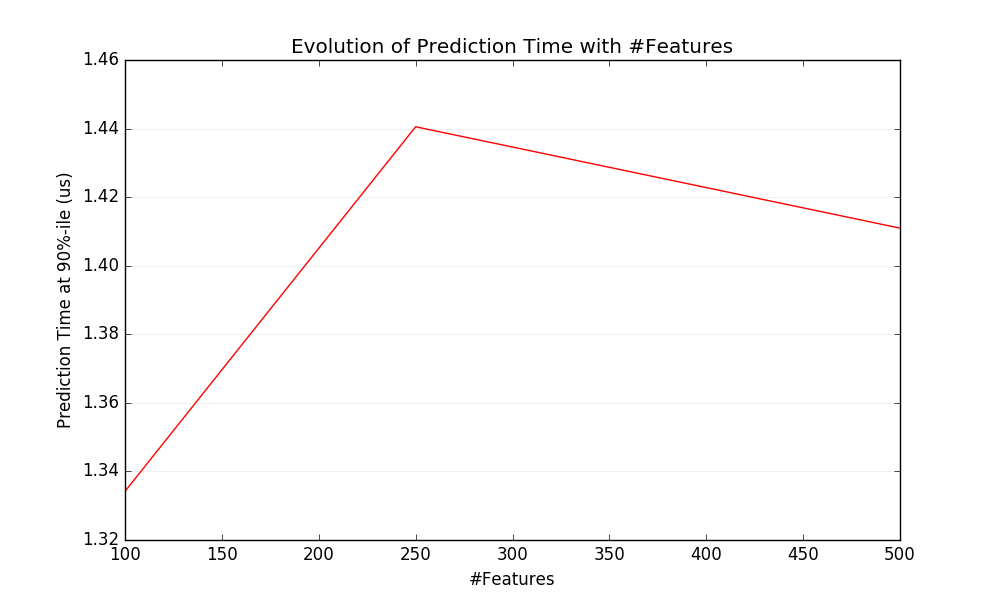 Evolution of Prediction Time with #Features
1.46
1.44
1.42
1.40
1.38
1.36
1.34
1.32
Prediction Time at 90%-ile (us)
100 150 200 250 300 350 400 450 500
#Features